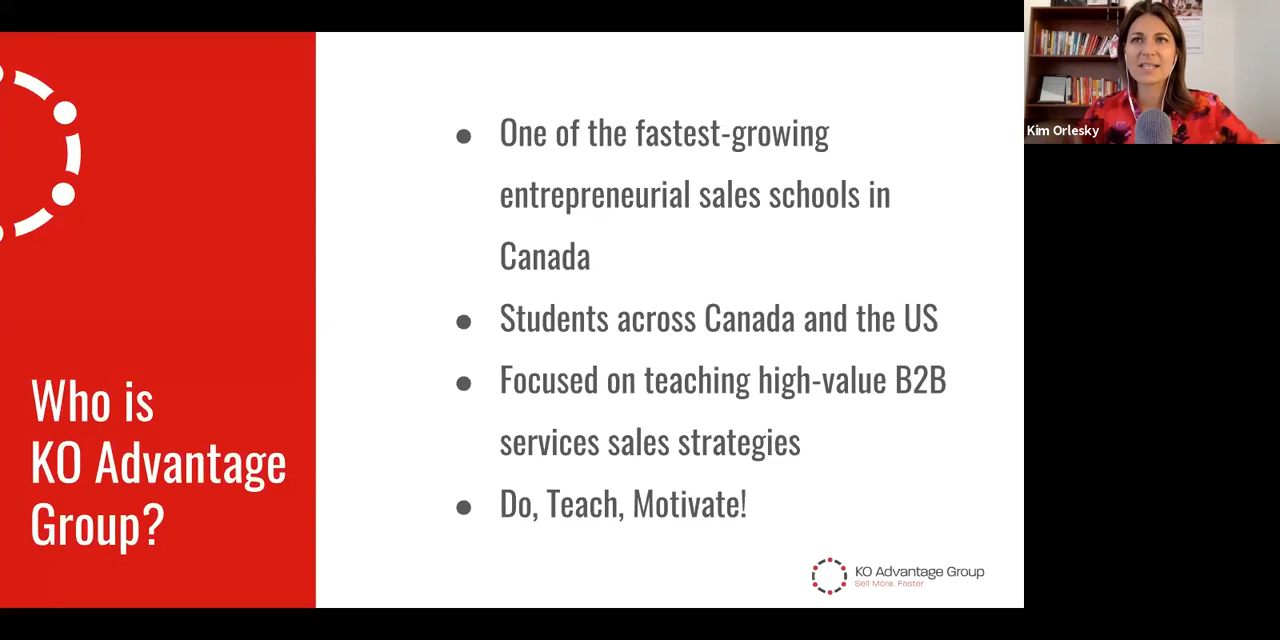 Who is
KO Advantage
Group?
● One of the fastest-growing
entrepreneurial sales schools in
Canada
● Students across Canada and the US
● Focused on teaching high-value B2B
services sales strategies
● Do, Teach, Motivate!
KO Advantage Group
Sell More. Faster.
Kim Orlesky